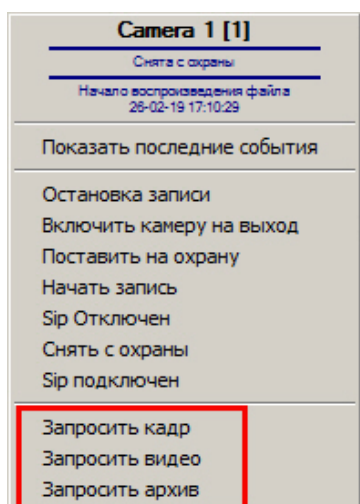 Camera 1 [1]
Снята с охраны
Начало воспроизведения файла
26-02-19 17:10:29
Показать последние события
Остановка записи
Включить камеру на выход
Поставить на охрану
Начать запись
Sip Отключен
Снять с охраны
Sip подключен
Запросить кадр
Запросить видео
Запросить архив